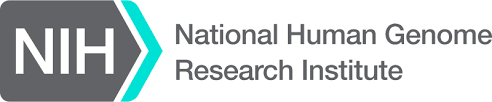 NIH
National Human Genome
Research Institute